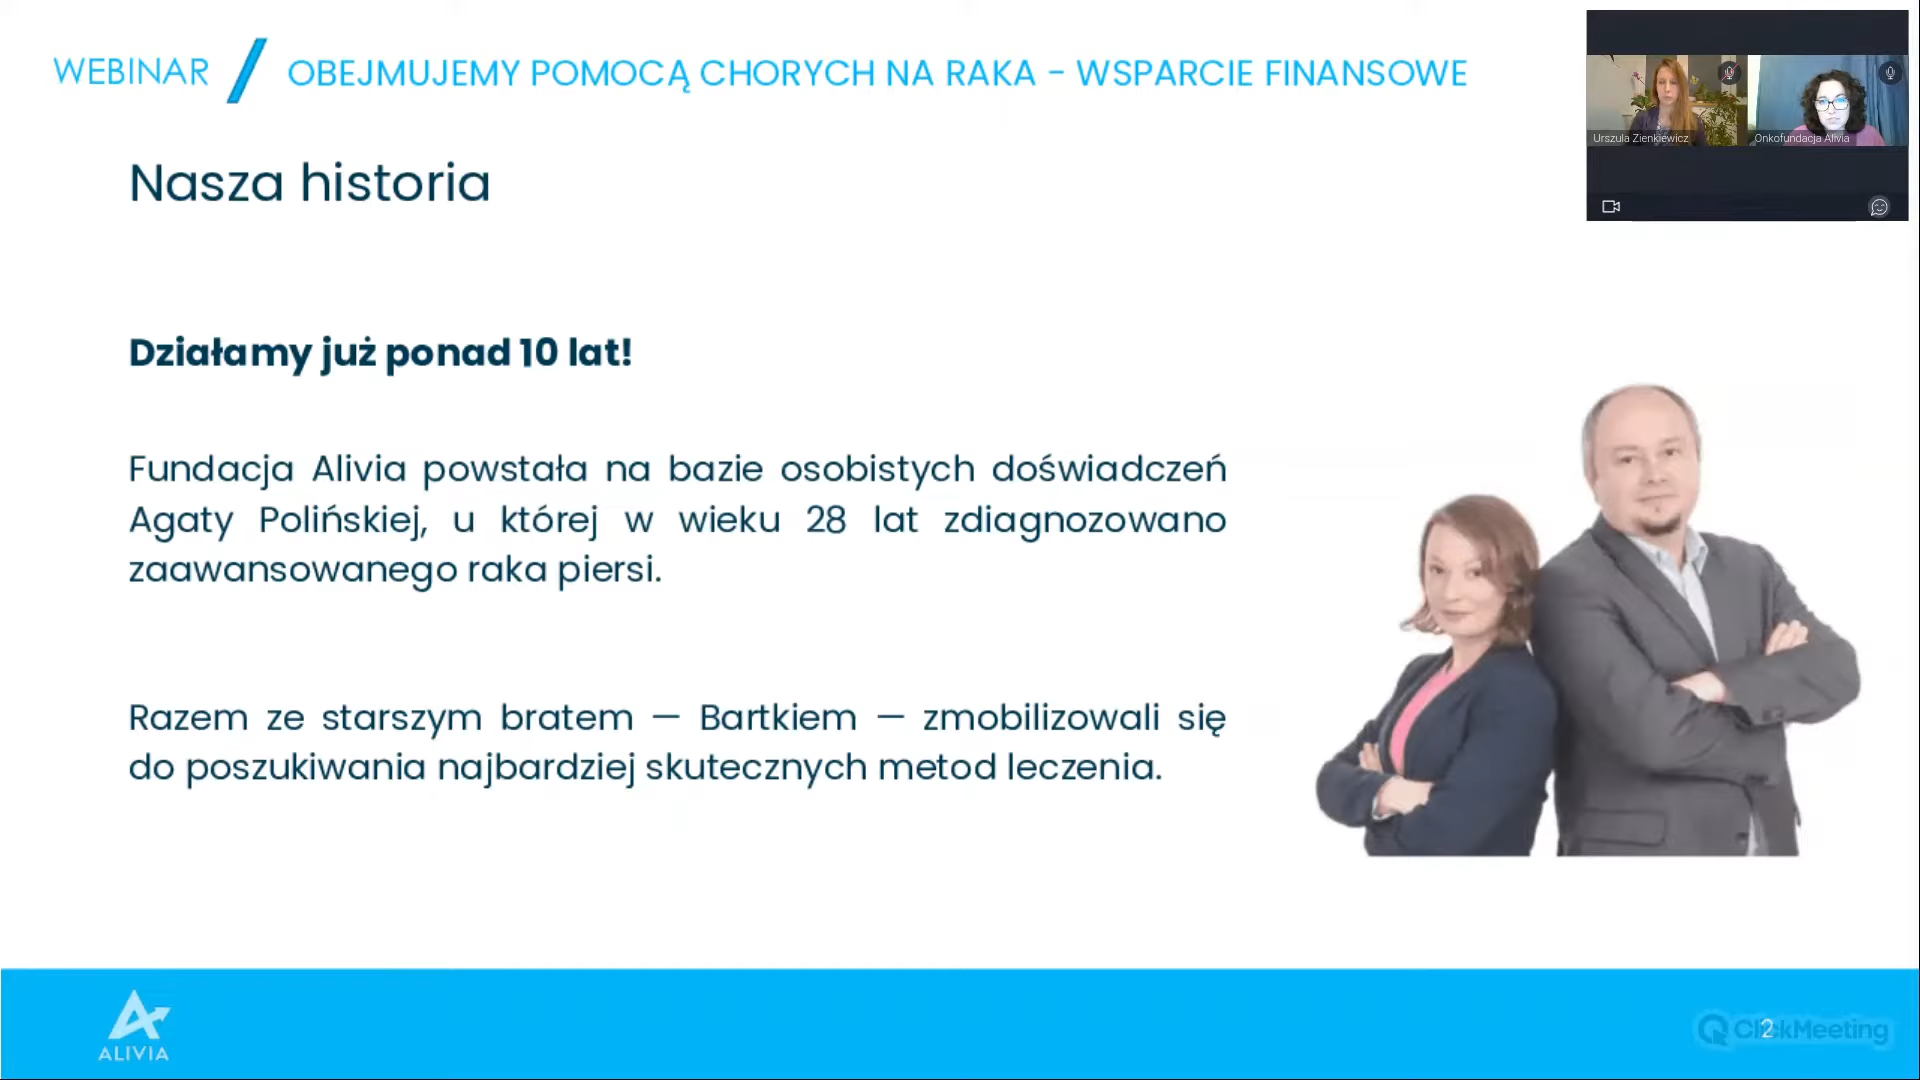 WEBINAR / OBEJMUJEMY POMOCĄ CHORYCH NA RAKA - WSPARCIE FINANSOWE
Urszula Zienkiewicz
Onkofundacja Alivia
Nasza historia
Działamy już ponad 10 lat!
Fundacja Alivia powstała na bazie osobistych doświadczeń
Agaty Polińskiej, u której w wieku 28 lat zdiagnozowano
zaawansowanego raka piersi.
Razem ze starszym bratem — Bartkiem — zmobilizowali się
do poszukiwania najbardziej skutecznych metod leczenia.
ALIVIA
2
ClickMeeting